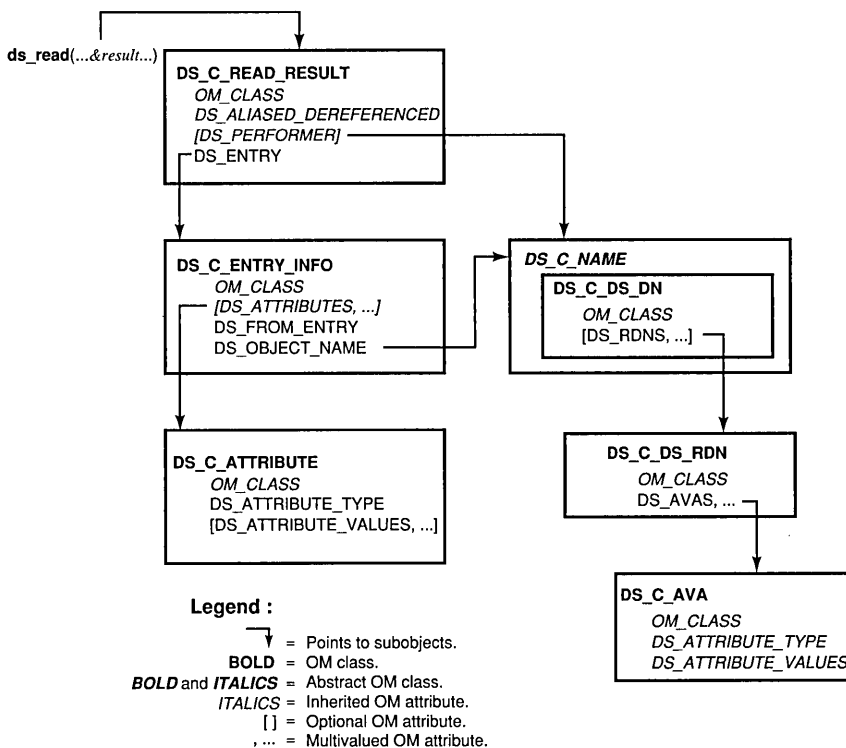 ds_read(...&result...)
DS_C_READ_RESULT
OM_CLASS
DS_ALIASED_DEREFERENCED
[DS_PERFORMER]
DS_ENTRY
DS_C_ENTRY_INFO
OM_CLASS
[DS_ATTRIBUTES, ...]
DS_FROM_ENTRY
DS_OBJECT_NAME
DS_C_NAME
DS_C_DS_DN
OM_CLASS
[DS_RDNS, ...]
DS_C_ATTRIBUTE
OM_CLASS
DS_ATTRIBUTE_TYPE
[DS_ATTRIBUTE_VALUES, ...]
DS_C_DS_RDN
OM_CLASS
DS_AVAS, ...
DS_C_AVA
OM_CLASS
DS_ATTRIBUTE_TYPE
DS_ATTRIBUTE_VALUES
Legend :
= Points to subobjects.
BOLD = OM class.
BOLD and ITALICS = Abstract OM class.
ITALICS = Inherited OM attribute.
[ ] = Optional OM attribute.
, ... = Multivalued OM attribute.